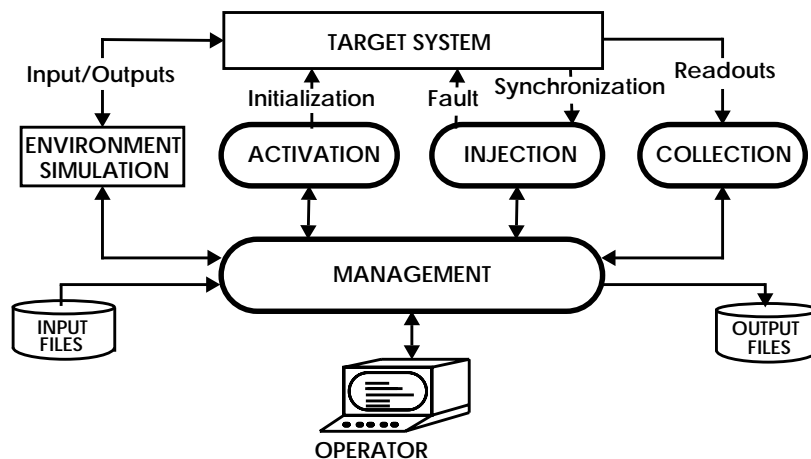 TARGET SYSTEM
Input/Outputs
Initialization
Fault
Synchronization
Readouts
ENVIRONMENT
SIMULATION
ACTIVATION
INJECTION
COLLECTION
MANAGEMENT
INPUT
FILES
OUTPUT
FILES
OPERATOR